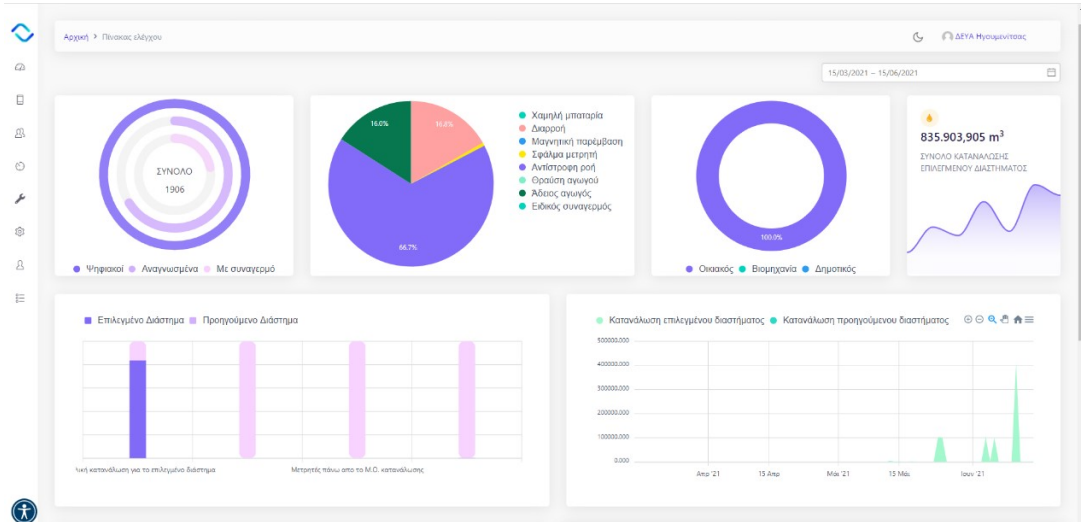 Αρχική > Πίνακας ελέγχου
ΔΕΥΑ Ηγουμενίτσας
15/03/2021 – 15/06/2021
ΣΥΝΟΛΟ
1906
Ψηφιακοί Αναγνωσμένα Με συναγερμό
16.0%
16.8%
66.7%
Χαμηλή μπαταρία
Διαρροή
Μαγνητική παρέμβαση
Σφάλμα μετρητή
Αντίστροφη ροή
Θραύση αγωγού
Άδειος αγωγός
Ειδικός συναγερμός
100.0%
Οικιακός Βιομηχανία Δημοτικός
835.903,905 m³
ΣΥΝΟΛΟ ΚΑΤΑΝΑΛΩΣΗΣ
ΕΠΙΛΕΓΜΕΝΟΥ ΔΙΑΣΤΗΜΑΤΟΣ
Επιλεγμένο Διάστημα Προηγούμενο Διάστημα
κατανάλωση για το επιλεγμένο διάστημα
Μετρητές πάνω απο το Μ.Ο. κατανάλωσης
Κατανάλωση επιλεγμένου διαστήματος Κατανάλωση προηγούμενου διαστήματος
500000.000
400000.000
300000.000
200000.000
100000.000
0.000
Απρ '21
15 Απρ
Μάι '21
15 Μάι
Ιουν '21